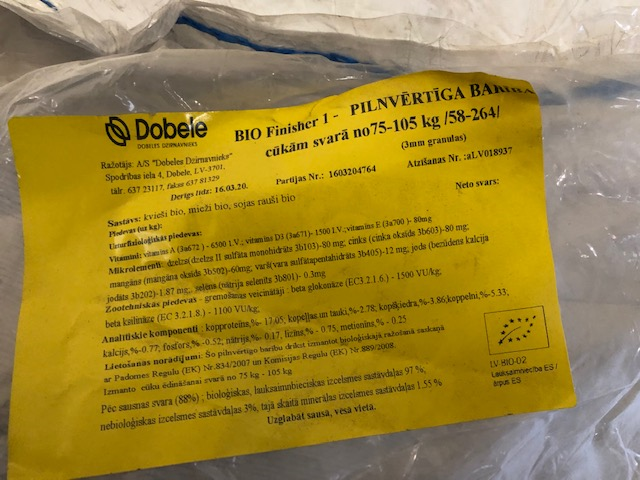 Dobele
DOBELES DZIRNAVNIEKS
BIO Finisher 1 - PILNVĒRTĪGA BARĪBA
cūkām svarā no75-105 kg /58-264/
(3mm granulas)
Ražotājs: A/S "Dobeles Dzirnavnieks"
Spodrības iela 4, Dobele, LV-3701,
tālr. 637 23117, fakss 637 81329
Derīgs līdz: 16.03.20.
Partijas Nr.: 1603204764
Atzīšanas Nr. :aLV018937
Neto svars:
Sastāvs: kvieši bio, mieži bio, sojas rauši bio
Piedevas (uz kg):
Uzturfizioloģiskās piedevas:
Vitamīni: vitamīns A (3a672) - 6500 I.V.; vitamīns D3 (3a671)- 1500 I.V.;vitamīns E (3a700 )- 80mg
Mikroelementi: dzelzs(dzelzs II sulfāta monohidrāts 3b103)-80 mg; cinks (cinka oksīds 3b603)-80 mg;
mangāns (mangāna oksīds 3b502)-60mg; varš(vara sulfātapentahidrāts 3b405)-12 mg; jods (bezūdens kalcija
jodāts 3b202)-1.87 mg; selēns (nātrija selenīts 3b801)- 0.3mg
Zootehniskās piedevas - gremošanas veicinātāji : beta glokonāze (EC3.2.1.6.) - 1500 VU/kg;
beta ksilināze (EC 3.2.1.8.) - 1100 VU/kg;
Analītiskie komponenti : kopproteīns,%- 17.05; kopeļļas un tauki,%-2.78; kopšķiedra,%-3.86,koppelni,%-5.33;
kalcijs,%-0.77; fosfors,%-0.52; nātrijs,%- 0.17; lizīns,% - 0.75; metionīns,% - 0.25
Lietošanas norādījumi: Šo pilnvērtīgo barību drīkst izmantot bioloģiskajā ražošanā saskaņā
ar Padomes Regulu (EK) Nr.834/2007 un Komisijas Regulu (EK) Nr.889/2008.
Izmanto cūku ēdināšanai svarā no 75 kg - 105 kg.
LV-BIO-02
Lauksaimniecība ES /
ārpus ES
Pēc sausnas svara (88%) ; bioloģiskas, lauksaimnniecniskas izcelsmes sastāvdaļas 97 %,
nebioloģiskas izcelsmes sastāvdaļas 3%, tajā skaitā minerālas izcelsmes sastāvdaļas 1.55 %
Uzglabāt sausā, vēsā vietā.